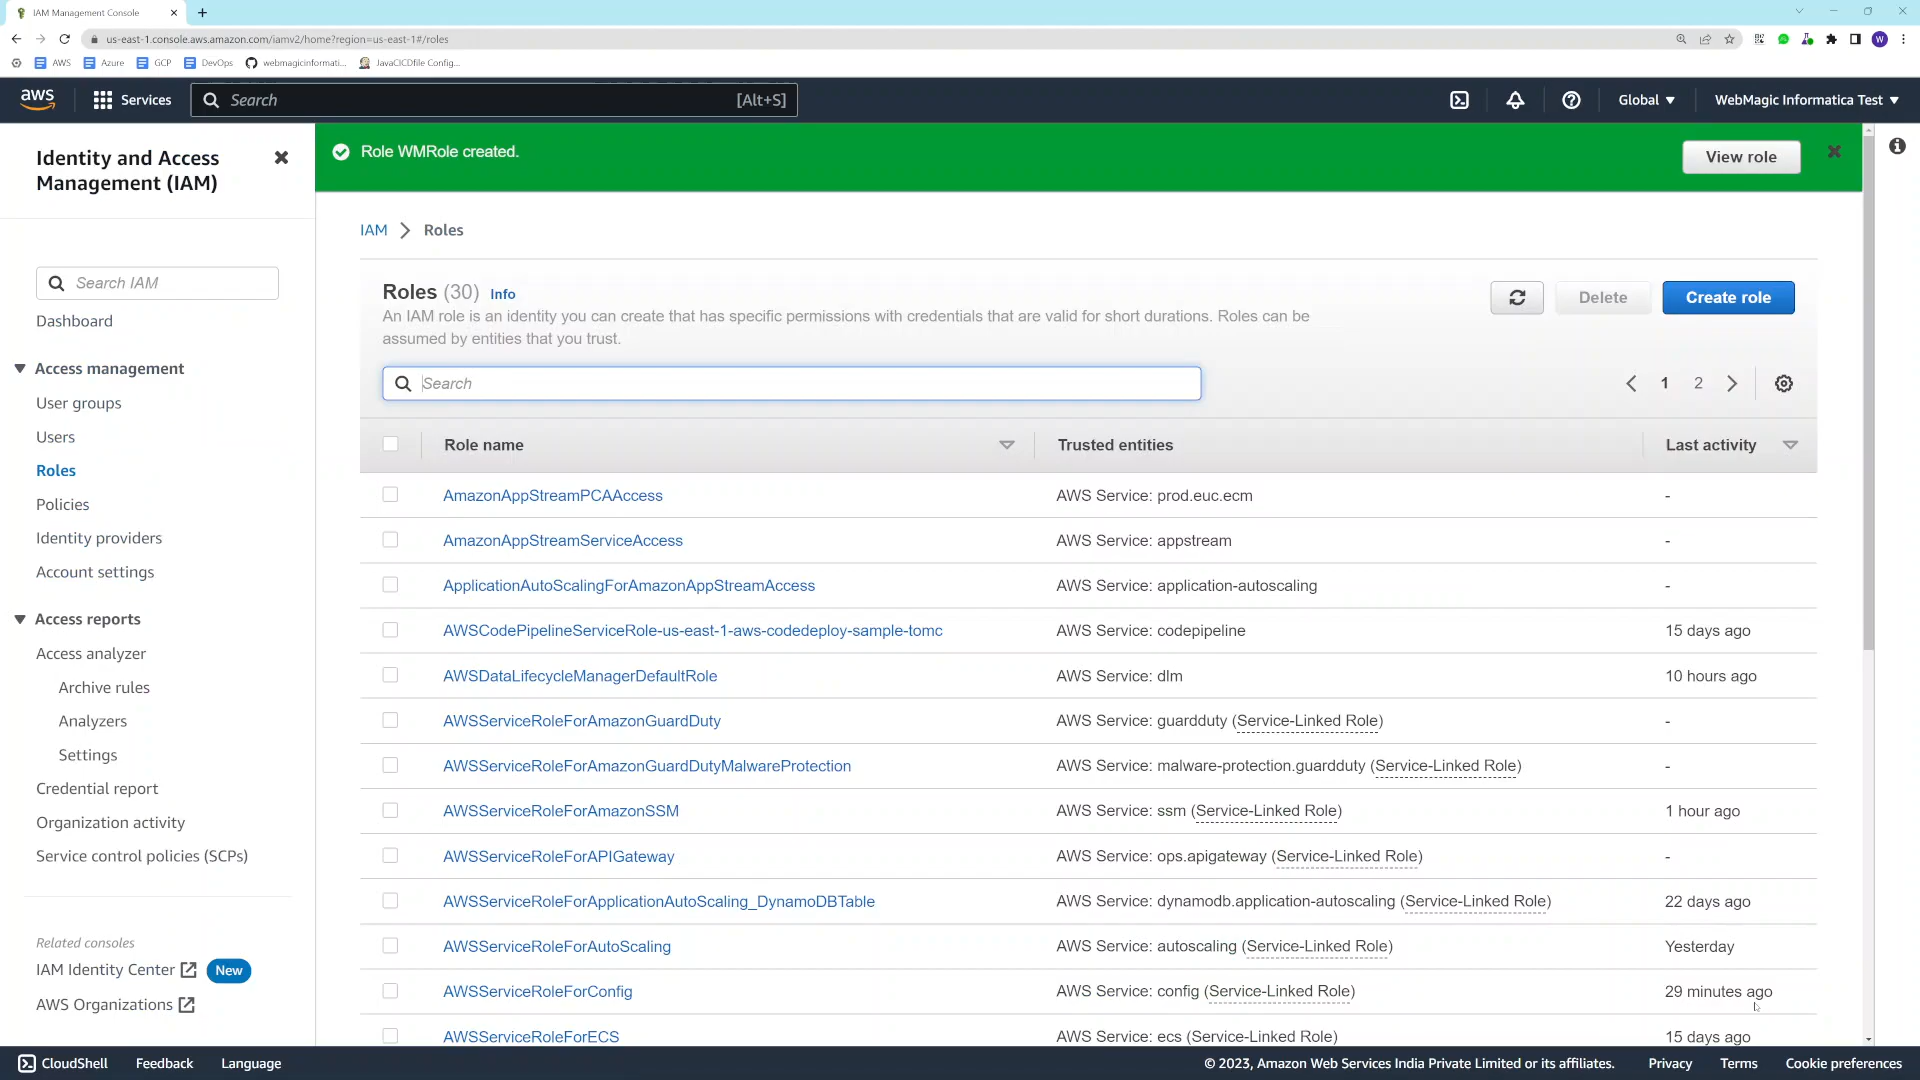 IAM Management Console
us-east-1.console.aws.amazon.com/iamv2/home?region=us-east-1#/roles
AWS
Azure
GCP
DevOps
webmagicinformati...
JavaCICDfile Config...
aws
Services
Search
[Alt+S]
Global
WebMagic Informatica Test
Identity and Access
Management (IAM)
Search IAM
Dashboard
Access management
User groups
Users
Roles
Policies
Identity providers
Account settings
Access reports
Access analyzer
Archive rules
Analyzers
Settings
Credential report
Organization activity
Service control policies (SCPs)
Related consoles
IAM Identity Center
New
AWS Organizations
Role WMRole created.
View role
IAM > Roles
Roles (30) Info
An IAM role is an identity you can create that has specific permissions with credentials that are valid for short durations. Roles can be
assumed by entities that you trust.
Delete
Create role
Search
1 2
Role name Trusted entities Last activity
AmazonAppStreamPCAAccess AWS Service: prod.euc.ecm -
AmazonAppStreamServiceAccess AWS Service: appstream -
ApplicationAutoScalingForAmazonAppStreamAccess AWS Service: application-autoscaling -
AWSCodePipelineServiceRole-us-east-1-aws-codedeploy-sample-tomc AWS Service: codepipeline 15 days ago
AWSDataLifecycleManagerDefaultRole AWS Service: dlm 10 hours ago
AWSServiceRoleForAmazonGuardDuty AWS Service: guardduty (Service-Linked Role) -
AWSServiceRoleForAmazonGuardDutyMalwareProtection AWS Service: malware-protection.guardduty (Service-Linked Role) -
AWSServiceRoleForAmazonSSM AWS Service: ssm (Service-Linked Role) 1 hour ago
AWSServiceRoleForAPIGateway AWS Service: ops.apigateway (Service-Linked Role) -
AWSServiceRoleForApplicationAutoScaling_DynamoDBTable AWS Service: dynamodb.application-autoscaling (Service-Linked Role) 22 days ago
AWSServiceRoleForAutoScaling AWS Service: autoscaling (Service-Linked Role) Yesterday
AWSServiceRoleForConfig AWS Service: config (Service-Linked Role) 29 minutes ago
AWSServiceRoleForECS AWS Service: ecs (Service-Linked Role) 15 days ago
CloudShell Feedback Language
© 2023, Amazon Web Services India Private Limited or its affiliates. Privacy Terms Cookie preferences